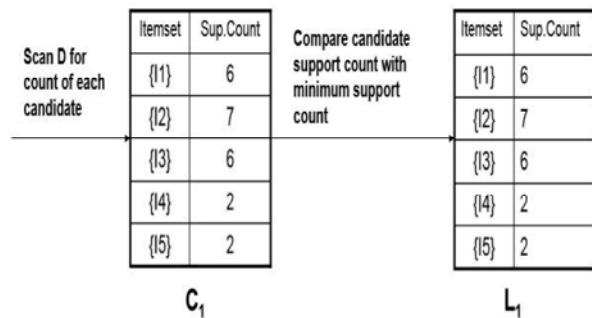 Scan D for
count of each
candidate
Itemset Sup.Count
{I1} 6
{I2} 7
{I3} 6
{I4} 2
{I5} 2
C1
Compare candidate
support count with
minimum support
count
Itemset Sup.Count
{I1} 6
{I2} 7
{I3} 6
{I4} 2
{I5} 2
L1